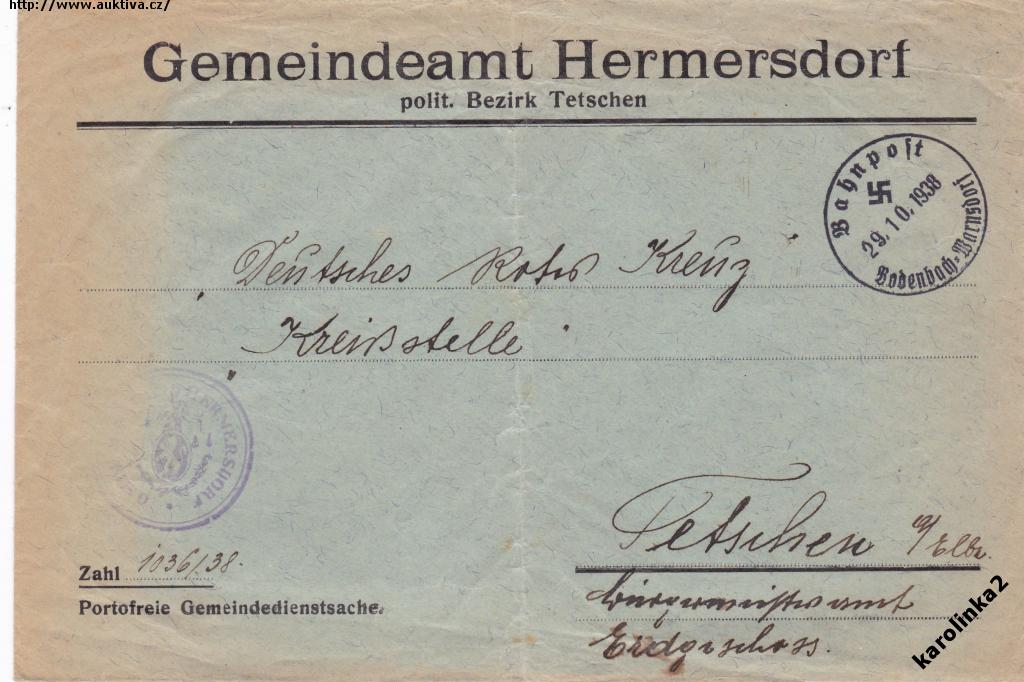 http://www.auktiva.cz/
Gemeindeamt Hermersdorf
polit. Bezirk Tetschen
Bahnpost
29.10.1938
Bodenbach-Warnsdorf
Deutsches Rotes Kreuz
Kreisstelle
HERMERSDORF
Tetschen a/Elbe.
Zahl 1036/38.
Bürgermeisteramt
Portofreie Gemeindedienstsache.
Erdgeschoss.
karolinka2